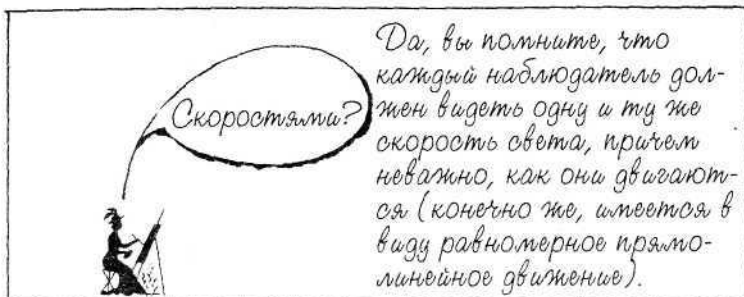 Скоростями?
Да, вы помните, что
каждый наблюдатель дол-
жен видеть одну и ту же
скорость света, причем
неважно, как они двигают-
ся (конечно же, имеется в
виду равномерное прямо-
линейное движение).